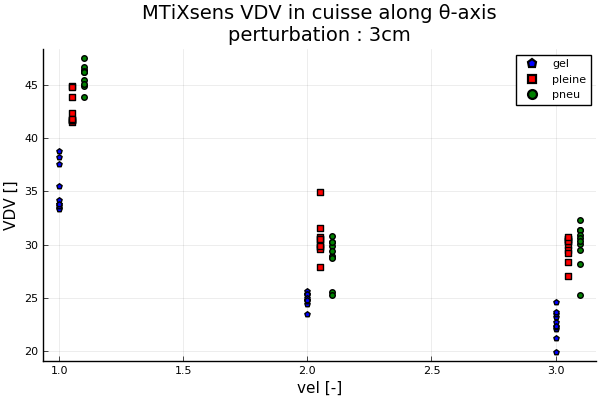 MTiXsens VDV in cuisse along θ-axis
perturbation : 3cm
gel
pleine
pneu
VDV []
45
40
35
30
25
20
1.0 1.5 2.0 2.5 3.0
vel [-]